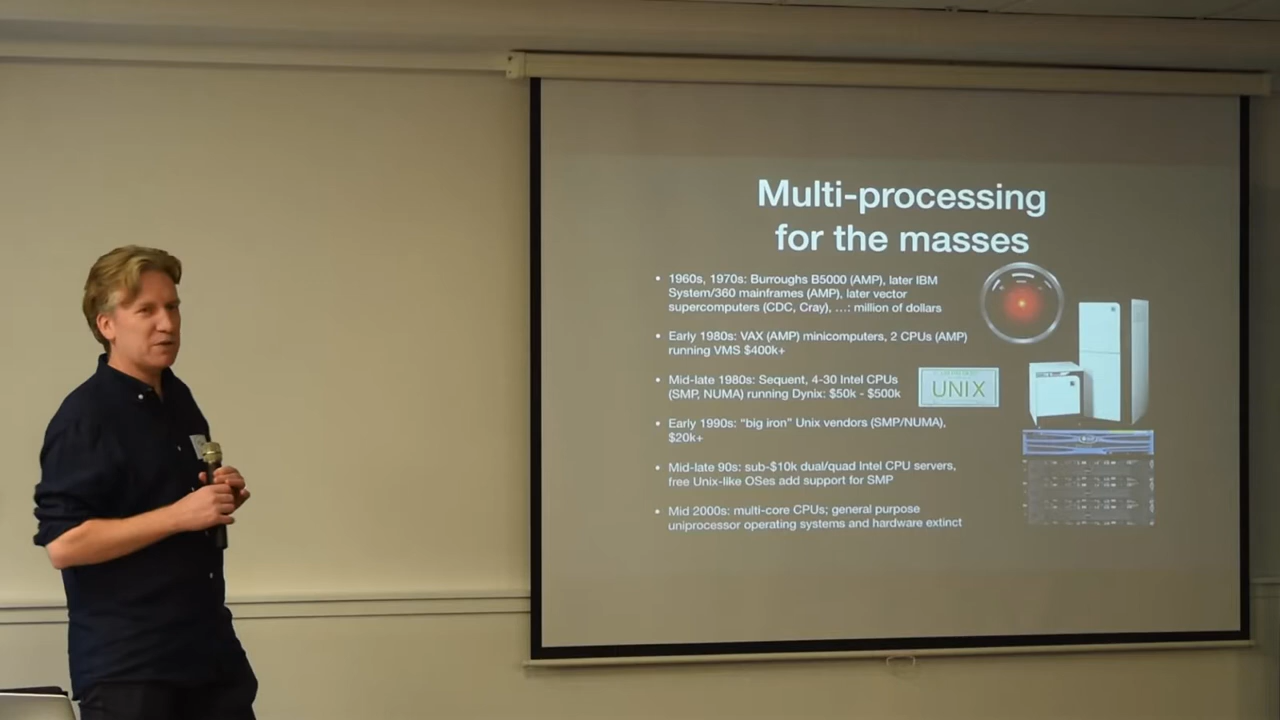 Multi-processing
for the masses
• 1960s, 1970s: Burroughs B5000 (AMP), later IBM
System/360 mainframes (AMP), later vector
supercomputers (CDC, Cray), …: million of dollars
• Early 1980s: VAX (AMP) minicomputers, 2 CPUs (AMP)
running VMS $400k+
• Mid-late 1980s: Sequent, 4-30 Intel CPUs
(SMP, NUMA) running Dynix: $50k - $500k
UNIX
• Early 1990s: “big iron” Unix vendors (SMP/NUMA),
$20k+
• Mid-late 90s: sub-$10k dual/quad Intel CPU servers,
free Unix-like OSes add support for SMP
• Mid 2000s: multi-core CPUs; general purpose
uniprocessor operating systems and hardware extinct